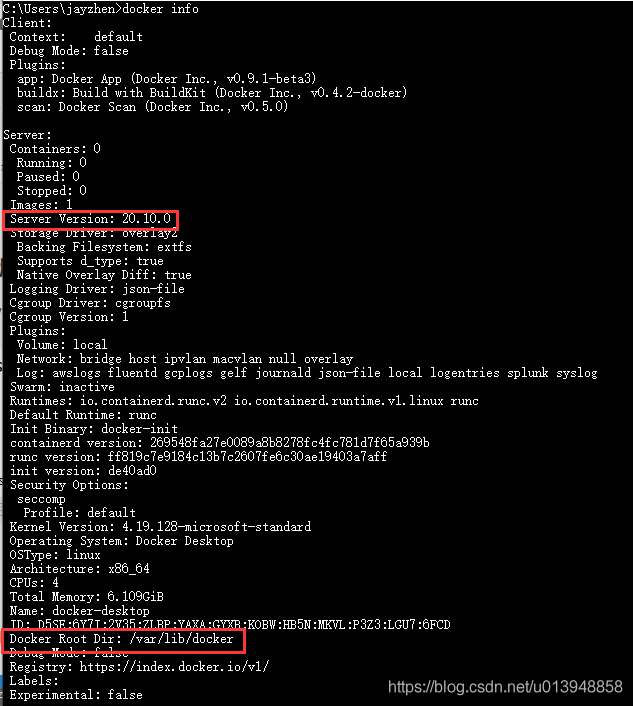 C:\Users\jayzhen>docker info
Client:
 Context:    default
 Debug Mode: false
 Plugins:
  app: Docker App (Docker Inc., v0.9.1-beta3)
  buildx: Build with BuildKit (Docker Inc., v0.4.2-docker)
  scan: Docker Scan (Docker Inc., v0.5.0)

Server:
 Containers: 0
  Running: 0
  Paused: 0
  Stopped: 0
 Images: 1
 Server Version: 20.10.0
 Storage Driver: overlay2
  Backing Filesystem: extfs
  Supports d_type: true
  Native Overlay Diff: true
 Logging Driver: json-file
 Cgroup Driver: cgroupfs
 Cgroup Version: 1
 Plugins:
  Volume: local
  Network: bridge host ipvlan macvlan null overlay
  Log: awslogs fluentd gcplogs gelf journald json-file local logentries splunk syslog
 Swarm: inactive
 Runtimes: io.containerd.runc.v2 io.containerd.runtime.v1.linux runc
 Default Runtime: runc
 Init Binary: docker-init
 containerd version: 269548fa27e0089a8b8278fc4fc781d7f65a939b
 runc version: ff819c7e9184c13b7c2607fe6c30ae19403a7aff
 init version: de40ad0
 Security Options:
  seccomp
   Profile: default
 Kernel Version: 4.19.128-microsoft-standard
 Operating System: Docker Desktop
 OSType: linux
 Architecture: x86_64
 CPUs: 4
 Total Memory: 6.109GiB
 Name: docker-desktop
 ID: D5SE:6Y7I:2V35:ZLBP:YAXA:GYXB:KOBW:HB5N:MKVL:P3Z3:LGU7:6FCD
 Docker Root Dir: /var/lib/docker
 Debug Mode: false
 Registry: https://index.docker.io/v1/
 Labels:
 Experimental: false
https://blog.csdn.net/u013948858